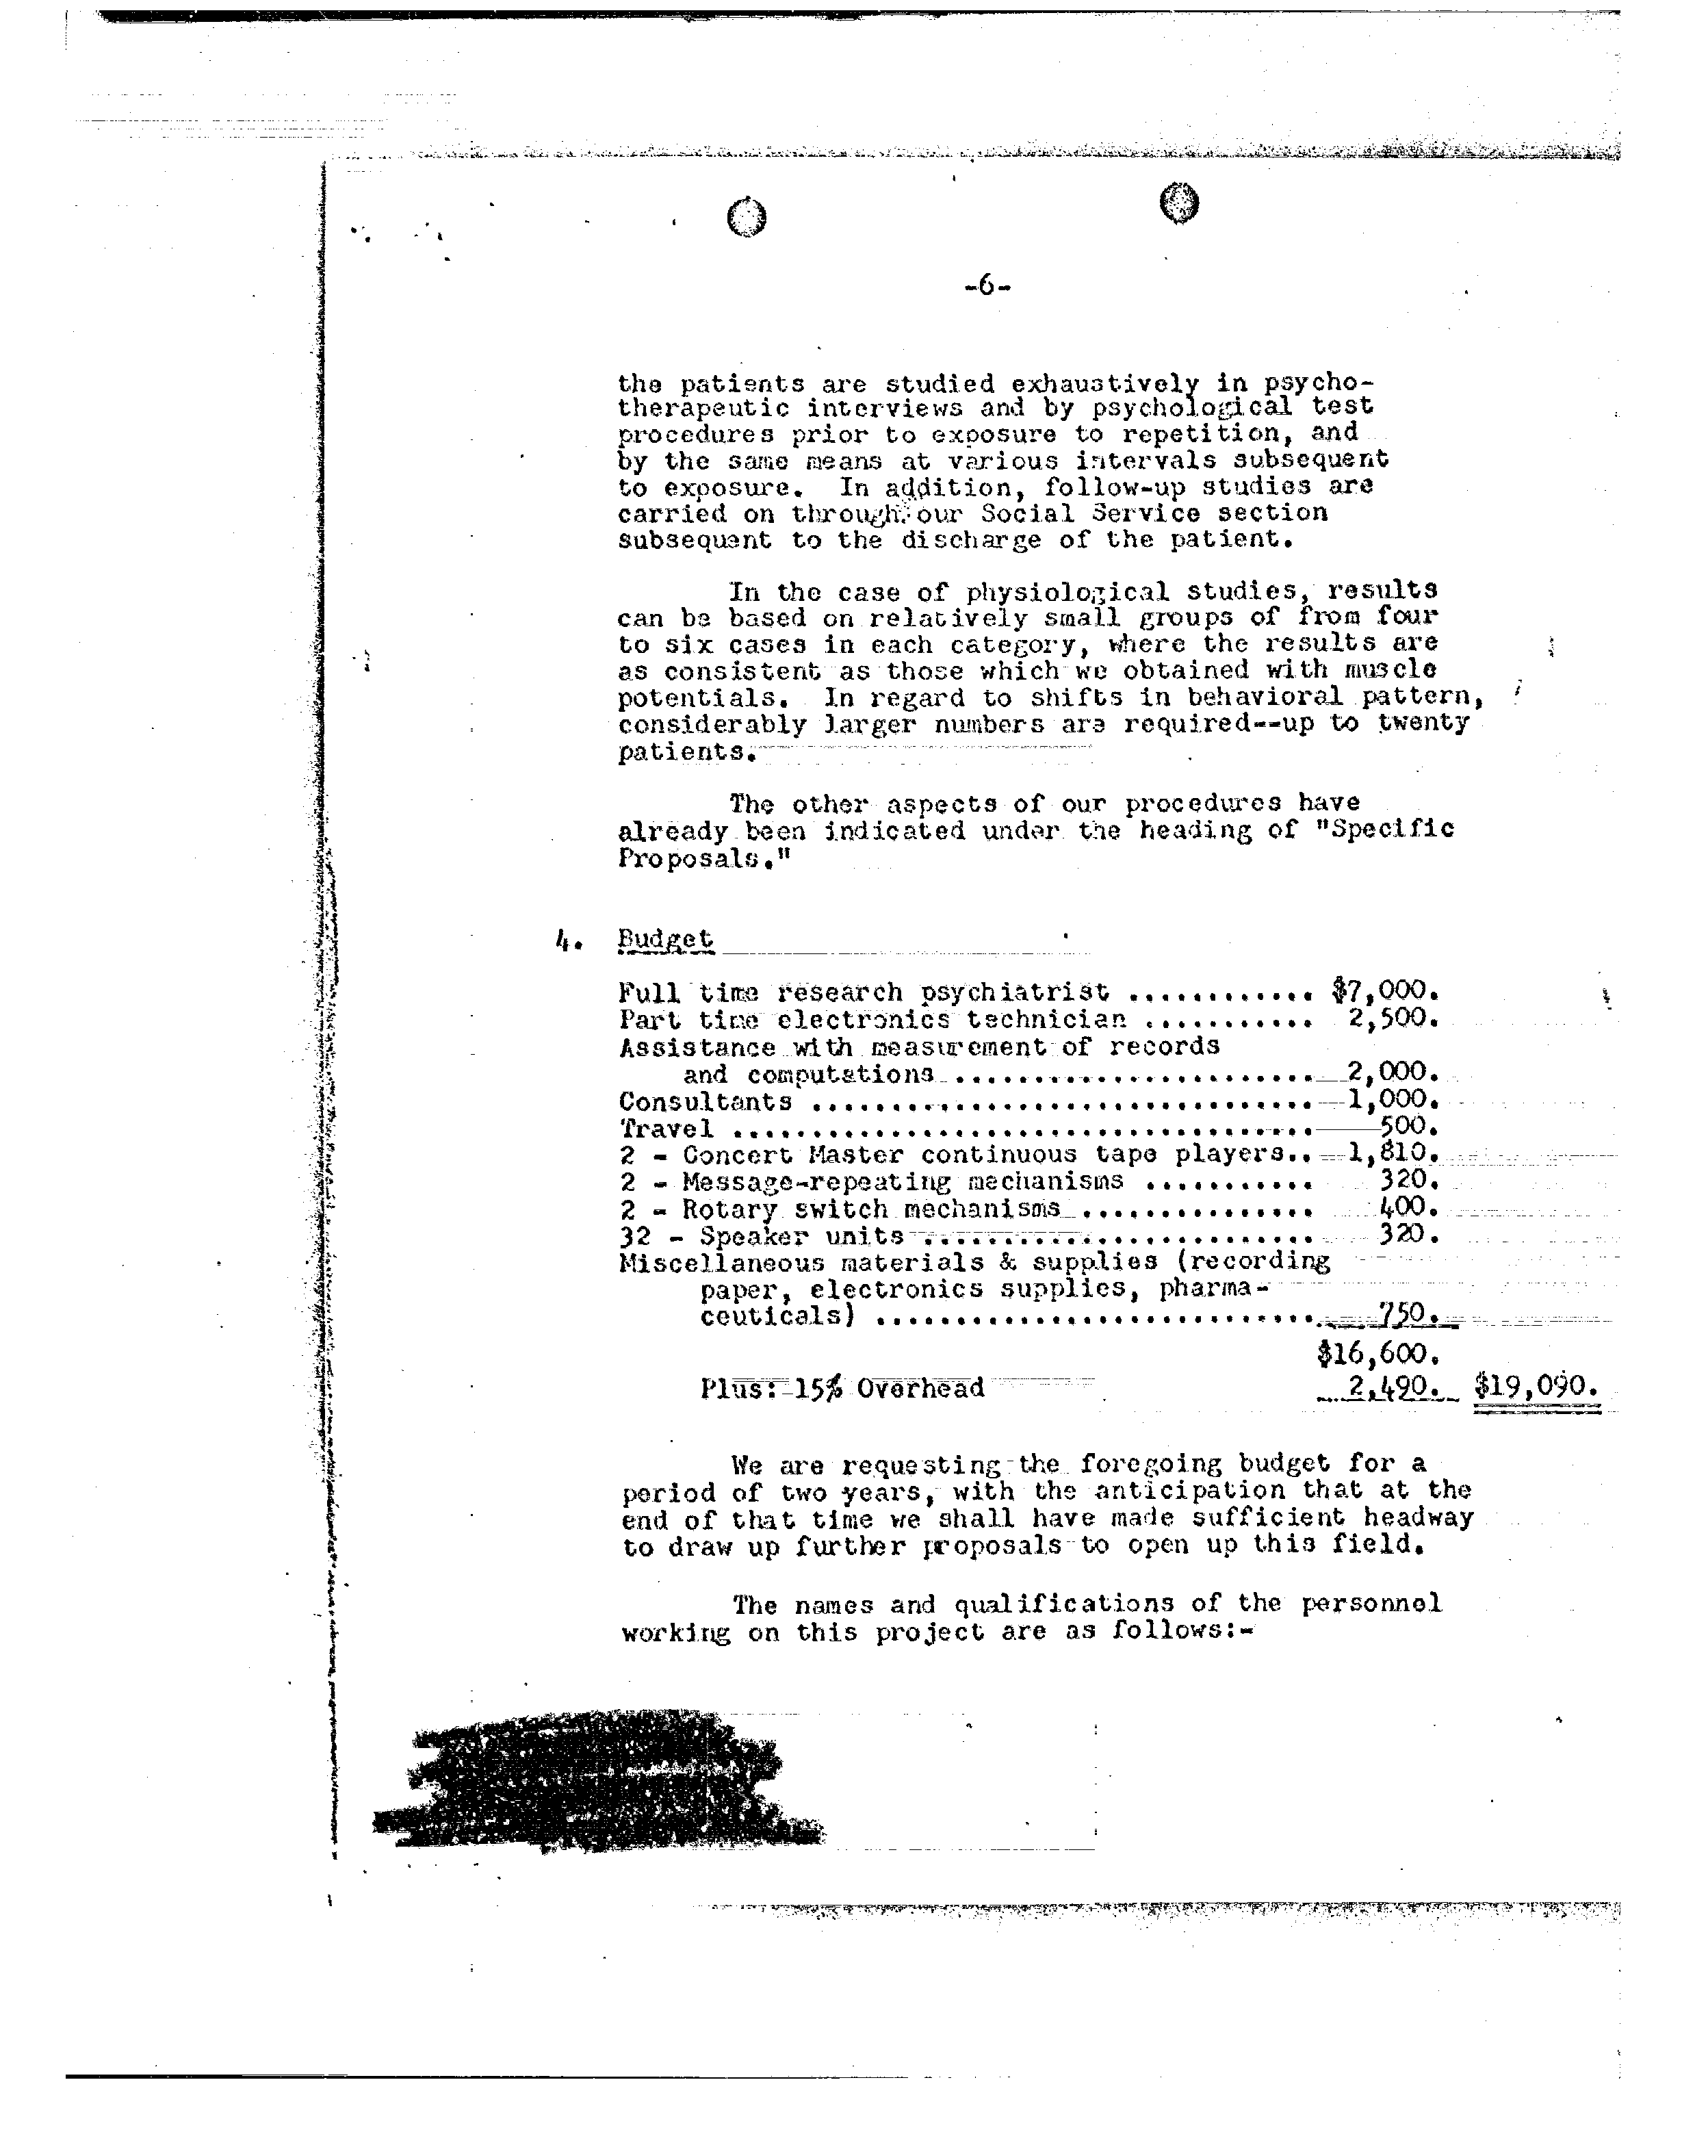 -6-
the patients are studied exhaustively in psycho-
therapeutic interviews and by psychological test
procedures prior to exposure to repetition, and
by the same means at various intervals subsequent
to exposure. In addition, follow-up studies are
carried on through our Social Service section
subsequent to the discharge of the patient.
In the case of physiological studies, results
can be based on relatively small groups of from four
to six cases in each category, where the results are
as consistent as those which we obtained with muscle
potentials. In regard to shifts in behavioral pattern,
considerably larger numbers are required--up to twenty
patients.
The other aspects of our procedures have
already been indicated under the heading of "Specific
Proposals."
4. Budget
Full time research psychiatrist ............ $7,000.
Part time electronics technician ........... 2,500.
Assistance with measurement of records
and computations ....................... 2,000.
Consultants ................................ 1,000.
Travel ..................................... 500.
2 - Concert Master continuous tape players.. 1,810.
2 - Message-repeating mechanisms ........... 320.
2 - Rotary switch mechanisms ............... 400.
32 - Speaker units ......................... 320.
Miscellaneous materials & supplies (recording
paper, electronics supplies, pharma-
ceuticals) ............................ 750.
$16,600.
Plus: 15% Overhead 2,490. $19,090.
We are requesting the foregoing budget for a
period of two years, with the anticipation that at the
end of that time we shall have made sufficient headway
to draw up further proposals to open up this field.
The names and qualifications of the personnel
working on this project are as follows:-